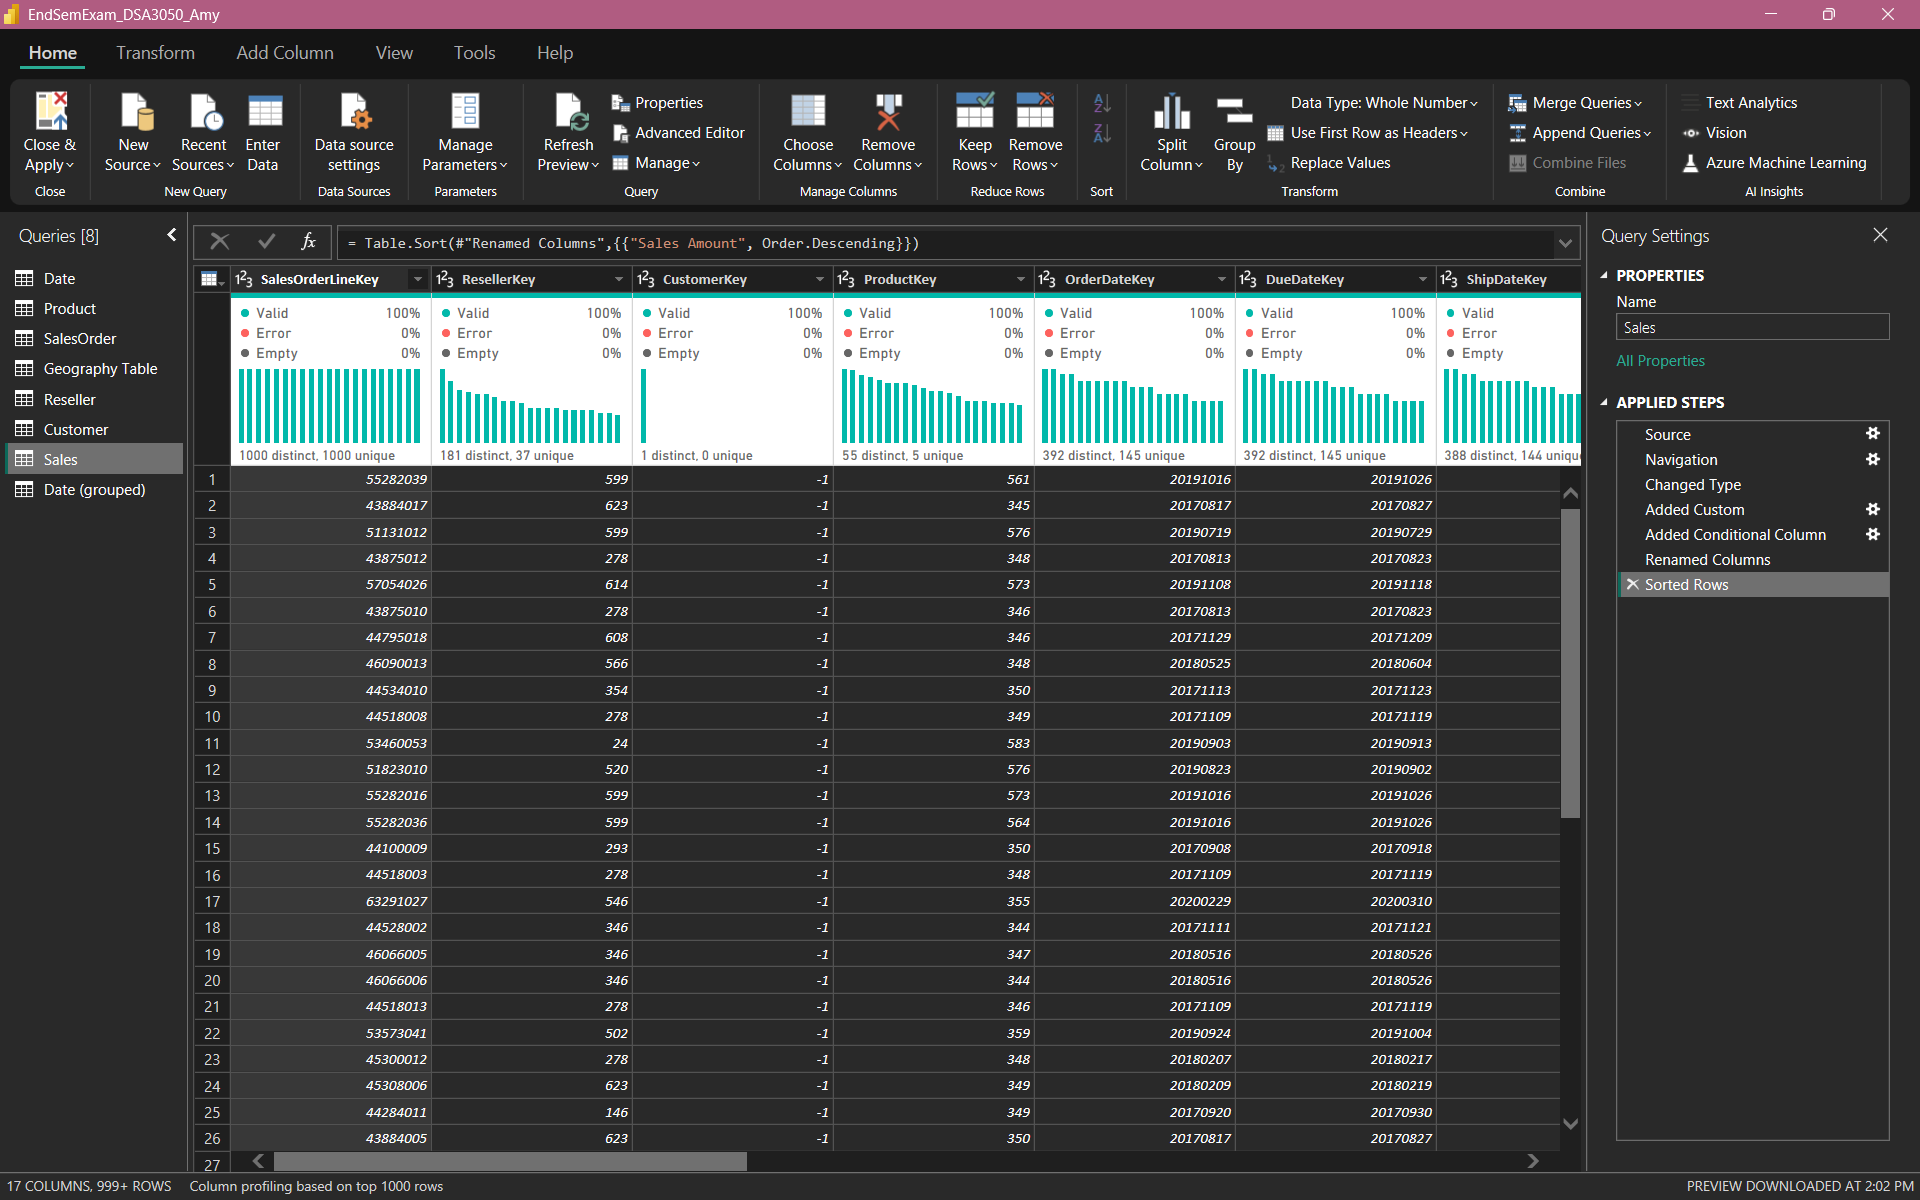 EndSemExam_DSA3050_Amy
Home Transform Add Column View Tools Help
Close & Apply
Close
New Source
Recent Sources
Enter Data
New Query
Data source settings
Data Sources
Manage Parameters
Parameters
Refresh Preview
Properties
Advanced Editor
Manage
Query
Choose Columns
Remove Columns
Manage Columns
Keep Rows
Remove Rows
Reduce Rows
Sort
Split Column
Group By
Data Type: Whole Number
Use First Row as Headers
Replace Values
Transform
Merge Queries
Append Queries
Combine Files
Combine
Text Analytics
Vision
Azure Machine Learning
AI Insights
Queries [8]
Date
Product
SalesOrder
Geography Table
Reseller
Customer
Sales
Date (grouped)
fx = Table.Sort(#"Renamed Columns",{{"Sales Amount", Order.Descending}})
SalesOrderLineKey ResellerKey CustomerKey ProductKey OrderDateKey DueDateKey ShipDateKey
Valid 100% Valid 100% Valid 100% Valid 100% Valid 100% Valid 100% Valid
Error 0% Error 0% Error 0% Error 0% Error 0% Error 0% Error
Empty 0% Empty 0% Empty 0% Empty 0% Empty 0% Empty 0% Empty
1000 distinct, 1000 unique 181 distinct, 37 unique 1 distinct, 0 unique 55 distinct, 5 unique 392 distinct, 145 unique 392 distinct, 145 unique 388 distinct, 144 uniqu
1 55282039 599 -1 561 20191016 20191026
2 43884017 623 -1 345 20170817 20170827
3 51131012 599 -1 576 20190719 20190729
4 43875012 278 -1 348 20170813 20170823
5 57054026 614 -1 573 20191108 20191118
6 43875010 278 -1 346 20170813 20170823
7 44795018 608 -1 346 20171129 20171209
8 46090013 566 -1 348 20180525 20180604
9 44534010 354 -1 350 20171113 20171123
10 44518008 278 -1 349 20171109 20171119
11 53460053 24 -1 583 20190903 20190913
12 51823010 520 -1 576 20190823 20190902
13 55282016 599 -1 573 20191016 20191026
14 55282036 599 -1 564 20191016 20191026
15 44100009 293 -1 350 20170908 20170918
16 44518003 278 -1 348 20171109 20171119
17 63291027 546 -1 355 20200229 20200310
18 44528002 346 -1 344 20171111 20171121
19 46066005 346 -1 347 20180516 20180526
20 46066006 346 -1 344 20180516 20180526
21 44518013 278 -1 346 20171109 20171119
22 53573041 502 -1 359 20190924 20191004
23 45300012 278 -1 348 20180207 20180217
24 45308006 623 -1 349 20180209 20180219
25 44284011 146 -1 349 20170920 20170930
26 43884005 623 -1 350 20170817 20170827
27
Query Settings
PROPERTIES
Name
Sales
All Properties
APPLIED STEPS
Source
Navigation
Changed Type
Added Custom
Added Conditional Column
Renamed Columns
Sorted Rows
17 COLUMNS, 999+ ROWS Column profiling based on top 1000 rows PREVIEW DOWNLOADED AT 2:02 PM